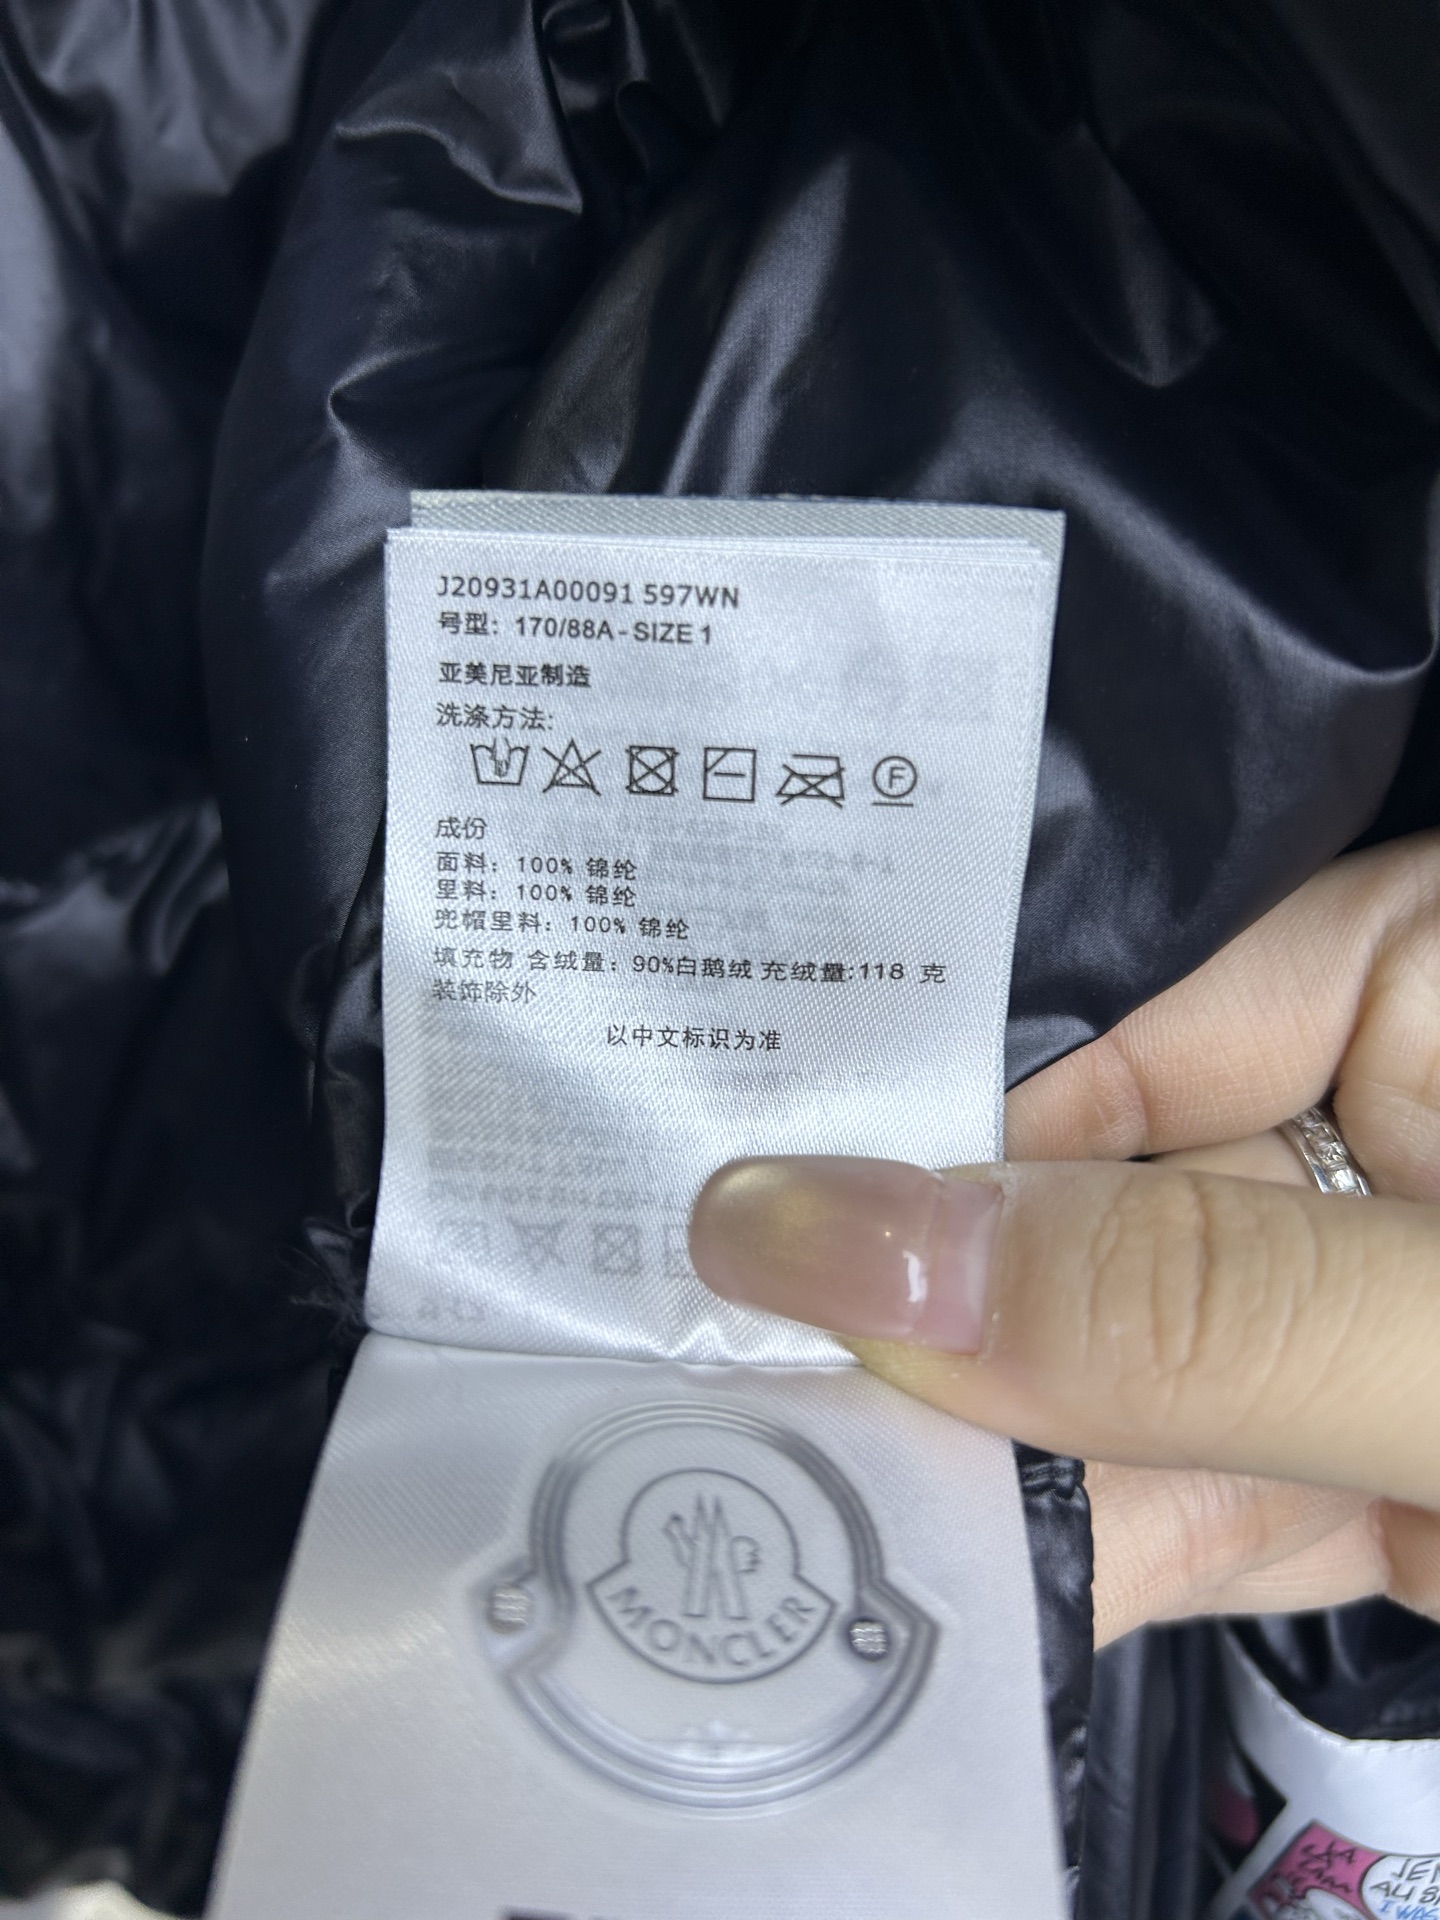 J20931A00091 597WN
号型：170/88A-SIZE 1
亚美尼亚制造
洗涤方法:
F
成份
面料：100% 锦纶
里料：100% 锦纶
兜帽里料：100% 锦纶
填充物 含绒量：90%白鹅绒 充绒量:118 克
装饰除外
以中文标识为准
MONCLER